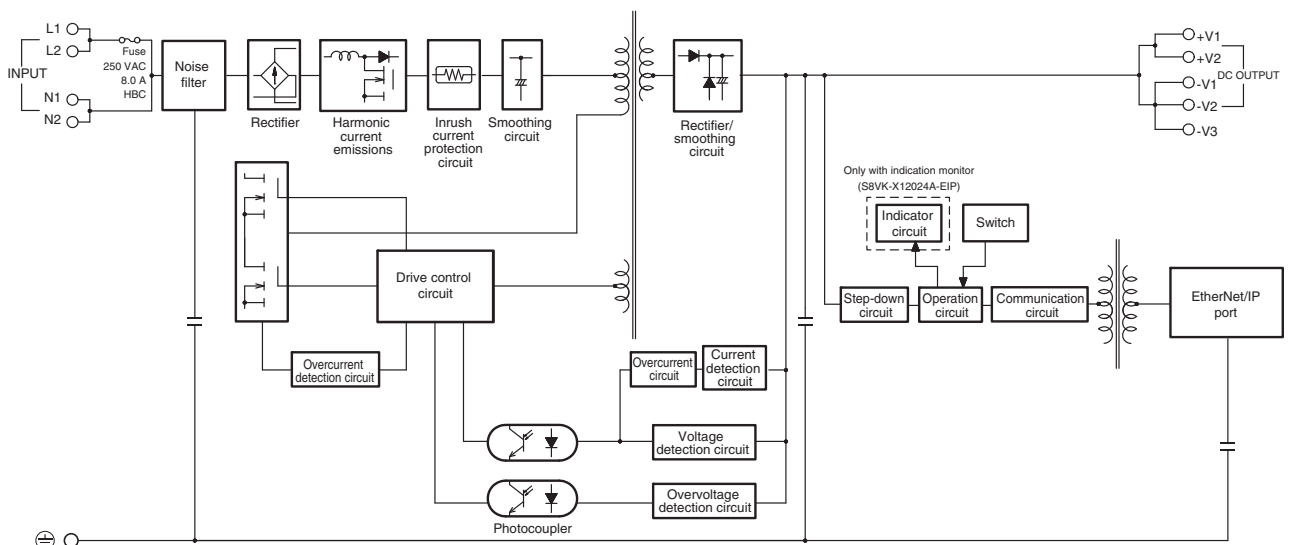 L1
L2
INPUT
N1
N2
Fuse
250 VAC
8.0 A
HBC
Noise
filter
Rectifier
Harmonic
current
emissions
Inrush
current
protection
circuit
Smoothing
circuit
Rectifier/
smoothing
circuit
+V1
+V2
DC OUTPUT
-V1
-V2
-V3
Only with indication monitor
(S8VK-X12024A-EIP)
Indicator
circuit
Switch
Drive control
circuit
Step-down
circuit
Operation
circuit
Communication
circuit
EtherNet/IP
port
Overcurrent
detection circuit
Overcurrent
circuit
Current
detection
circuit
Voltage
detection circuit
Overvoltage
detection circuit
Photocoupler